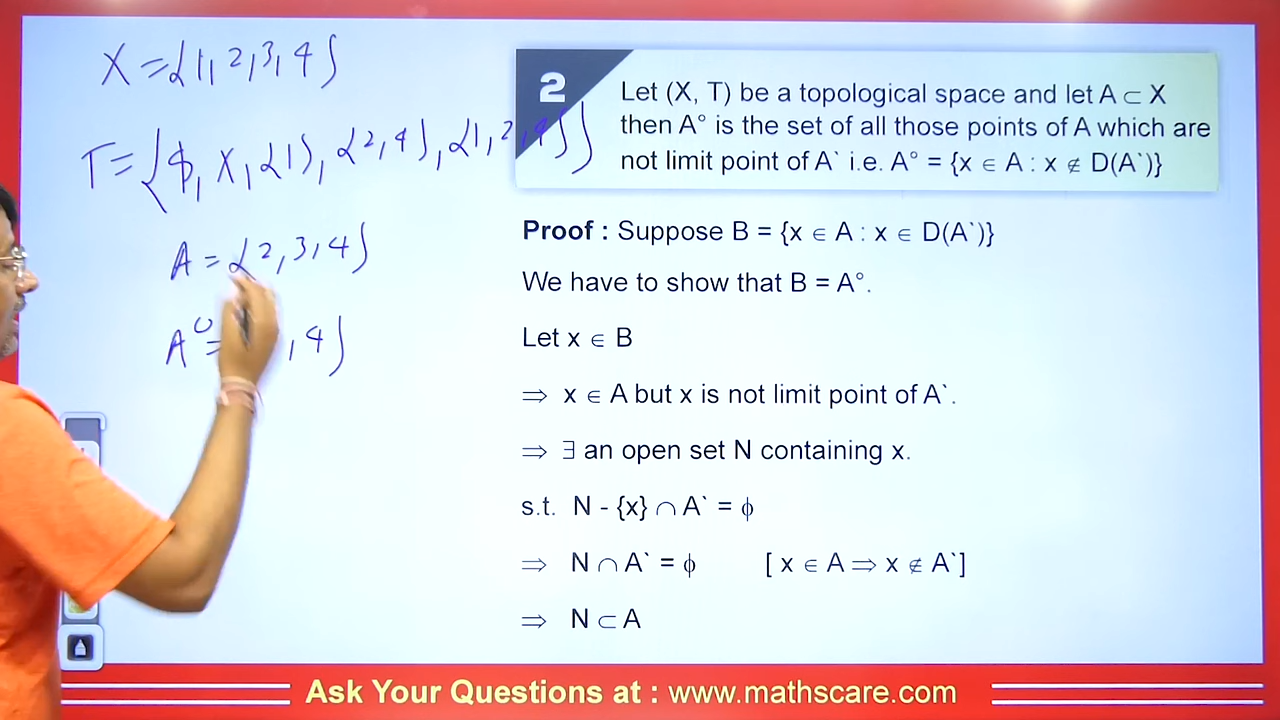 X = {1, 2, 3, 4}
T = {ϕ, X, {1}, {2, 4}, {1, 2, 4}}
A = {2, 3, 4}
A° = , 4}
2
Let (X, T) be a topological space and let A ⊂ X
then A° is the set of all those points of A which are
not limit point of A` i.e. A° = {x ∈ A : x ∉ D(A`)}
Proof : Suppose B = {x ∈ A : x ∈ D(A`)}
We have to show that B = A°.
Let x ∈ B
⇒ x ∈ A but x is not limit point of A`.
⇒ ∃ an open set N containing x.
s.t. N - {x} ∩ A` = ϕ
⇒ N ∩ A` = ϕ [ x ∈ A ⇒ x ∉ A`]
⇒ N ⊂ A
Ask Your Questions at : www.mathscare.com